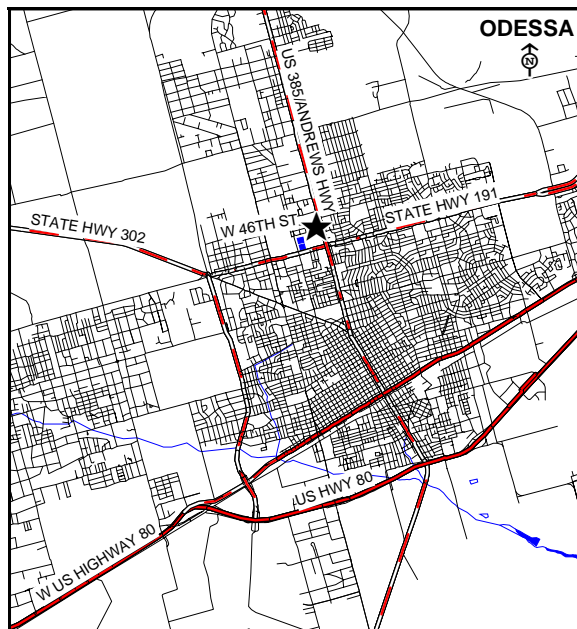 ODESSA
N
US 385/ANDREWS HWY
W 46TH ST
STATE HWY 191
STATE HWY 302
US HWY 80
W US HIGHWAY 80